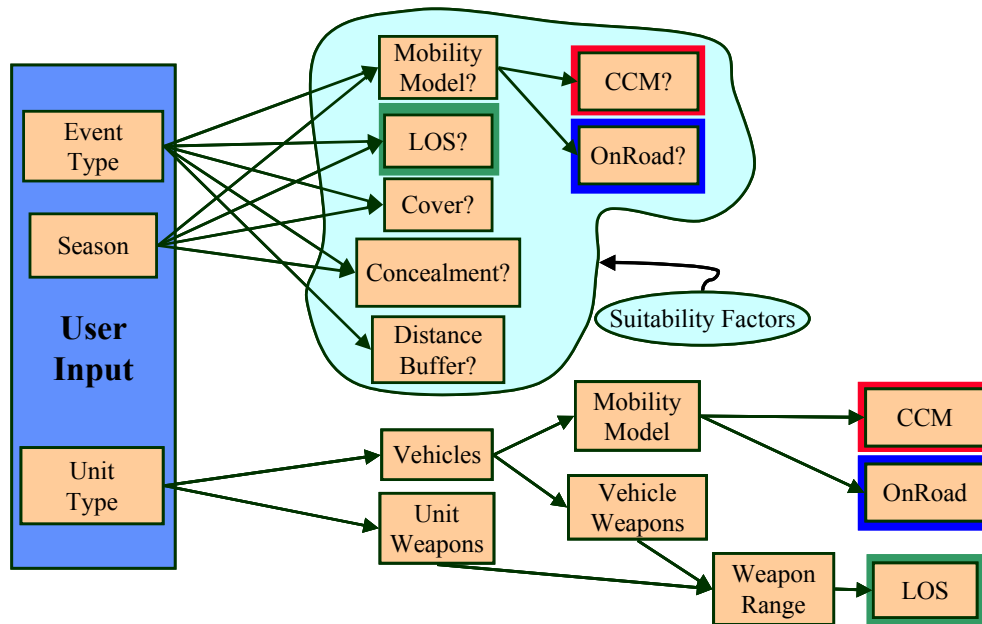 Event
Type
Season
User
Input
Unit
Type
Mobility
Model?
LOS?
Cover?
Concealment?
Distance
Buffer?
CCM?
OnRoad?
Suitability Factors
Vehicles
Unit
Weapons
Mobility
Model
Vehicle
Weapons
Weapon
Range
CCM
OnRoad
LOS